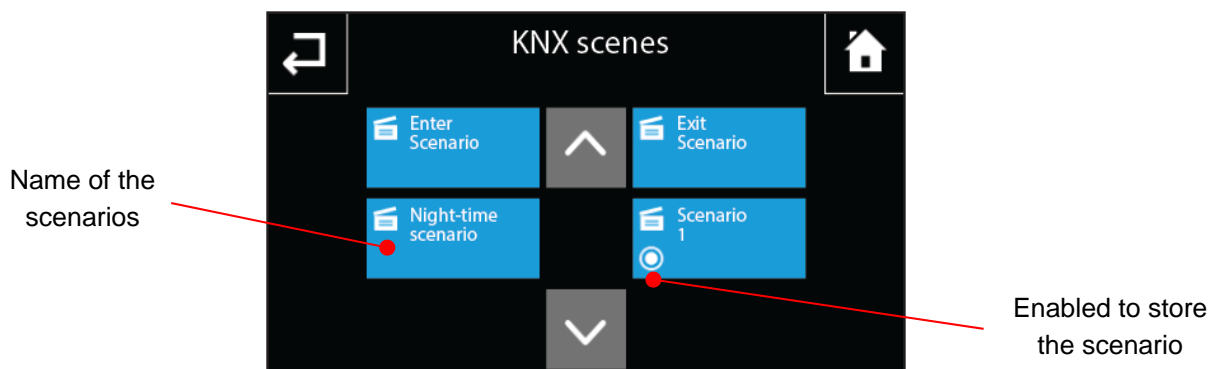 KNX scenes
Enter
Scenario
Exit
Scenario
Name of the
scenarios
Night-time
scenario
Scenario
1
Enabled to store
the scenario